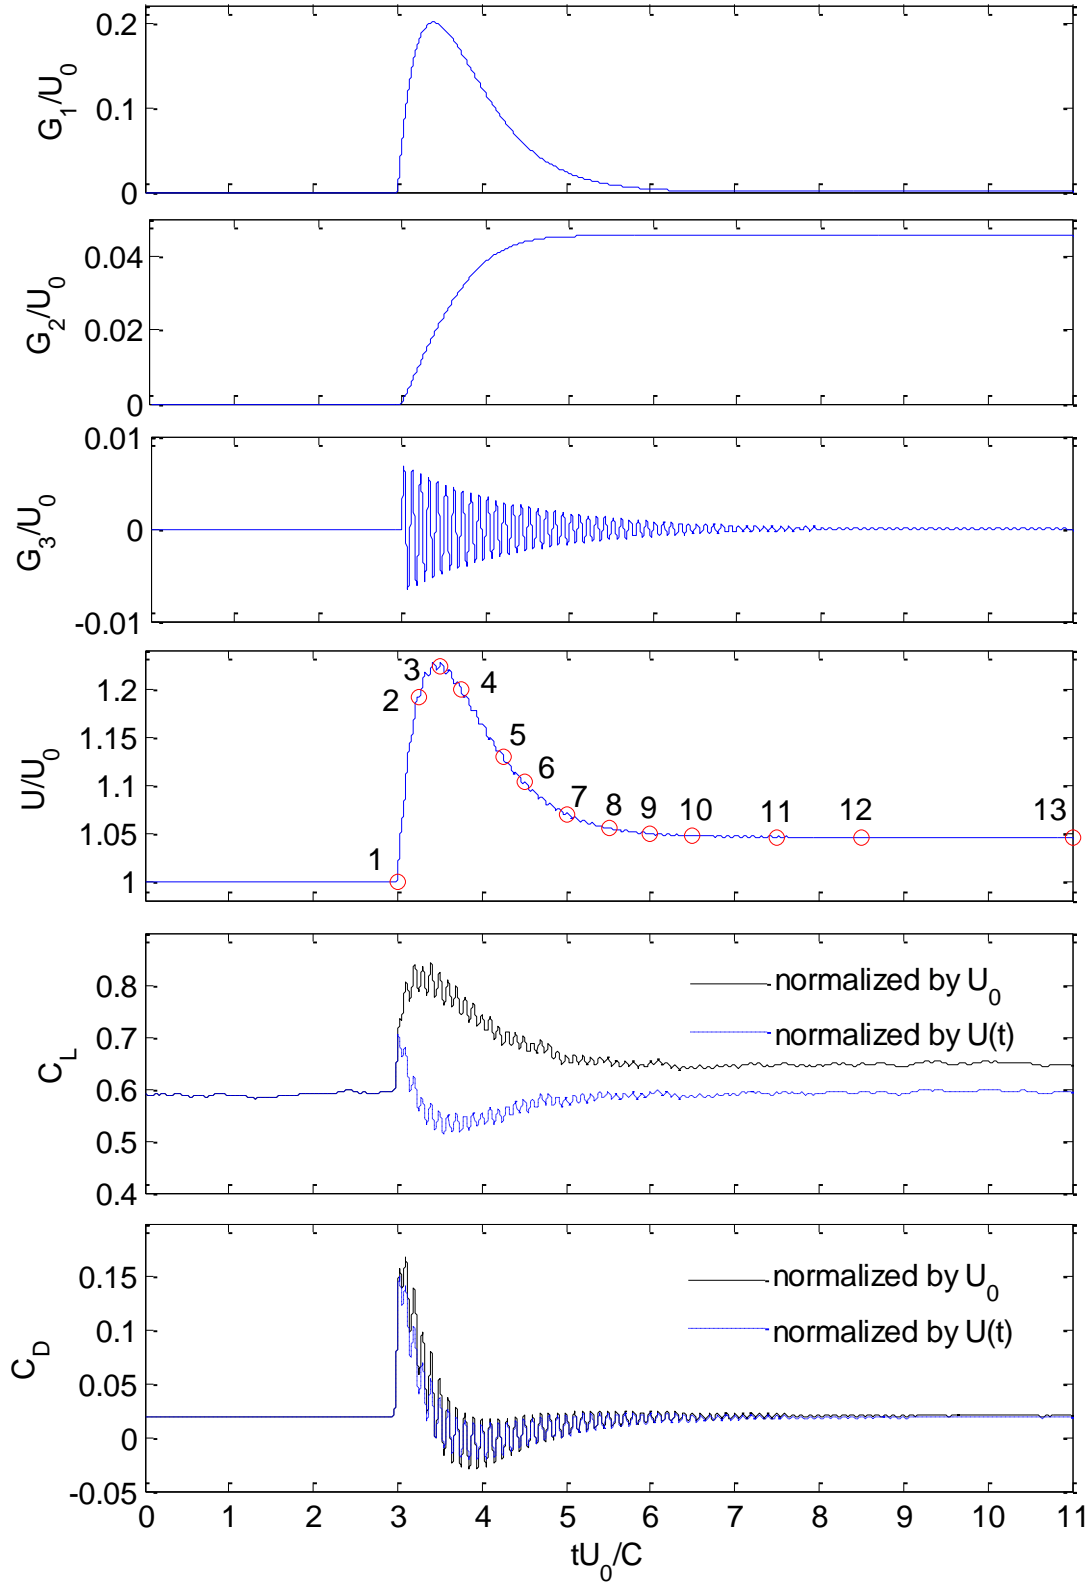 0.2
0.1
0
G1/U0
0.04
0.02
0
G2/U0
0.01
0
-0.01
G3/U0
1.2
1.15
1.1
1.05
1
U/U0
1 2 3 4 5 6 7 8 9 10 11 12 13
0.8
0.7
0.6
0.5
0.4
CL
normalized by U0
normalized by U(t)
0.15
0.1
0.05
0
-0.05
CD
normalized by U0
normalized by U(t)
0 1 2 3 4 5 6 7 8 9 10 11
tU0/C